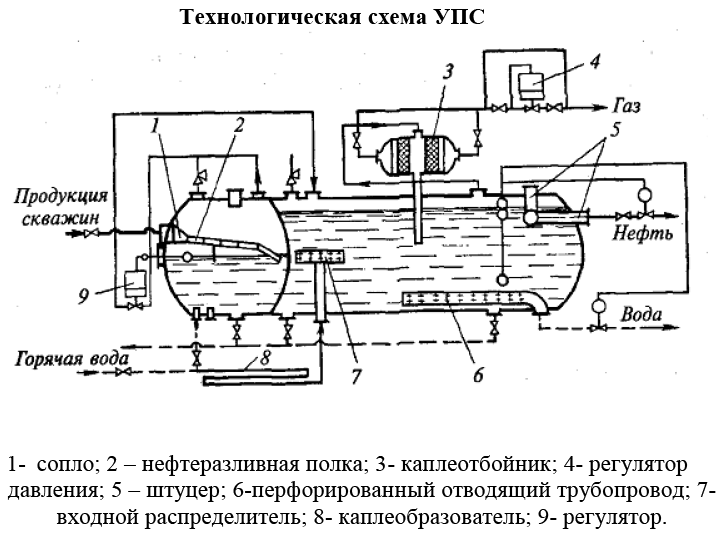 Технологическая схема УПС
3
4
Газ
1
2
5
Продукция
скважин
Нефть
9
Вода
Горячая вода
8
7
6
1- сопло; 2 – нефтеразливная полка; 3- каплеотбойник; 4- регулятор
давления; 5 – штуцер; 6-перфорированный отводящий трубопровод; 7-
входной распределитель; 8- каплеобразователь; 9- регулятор.